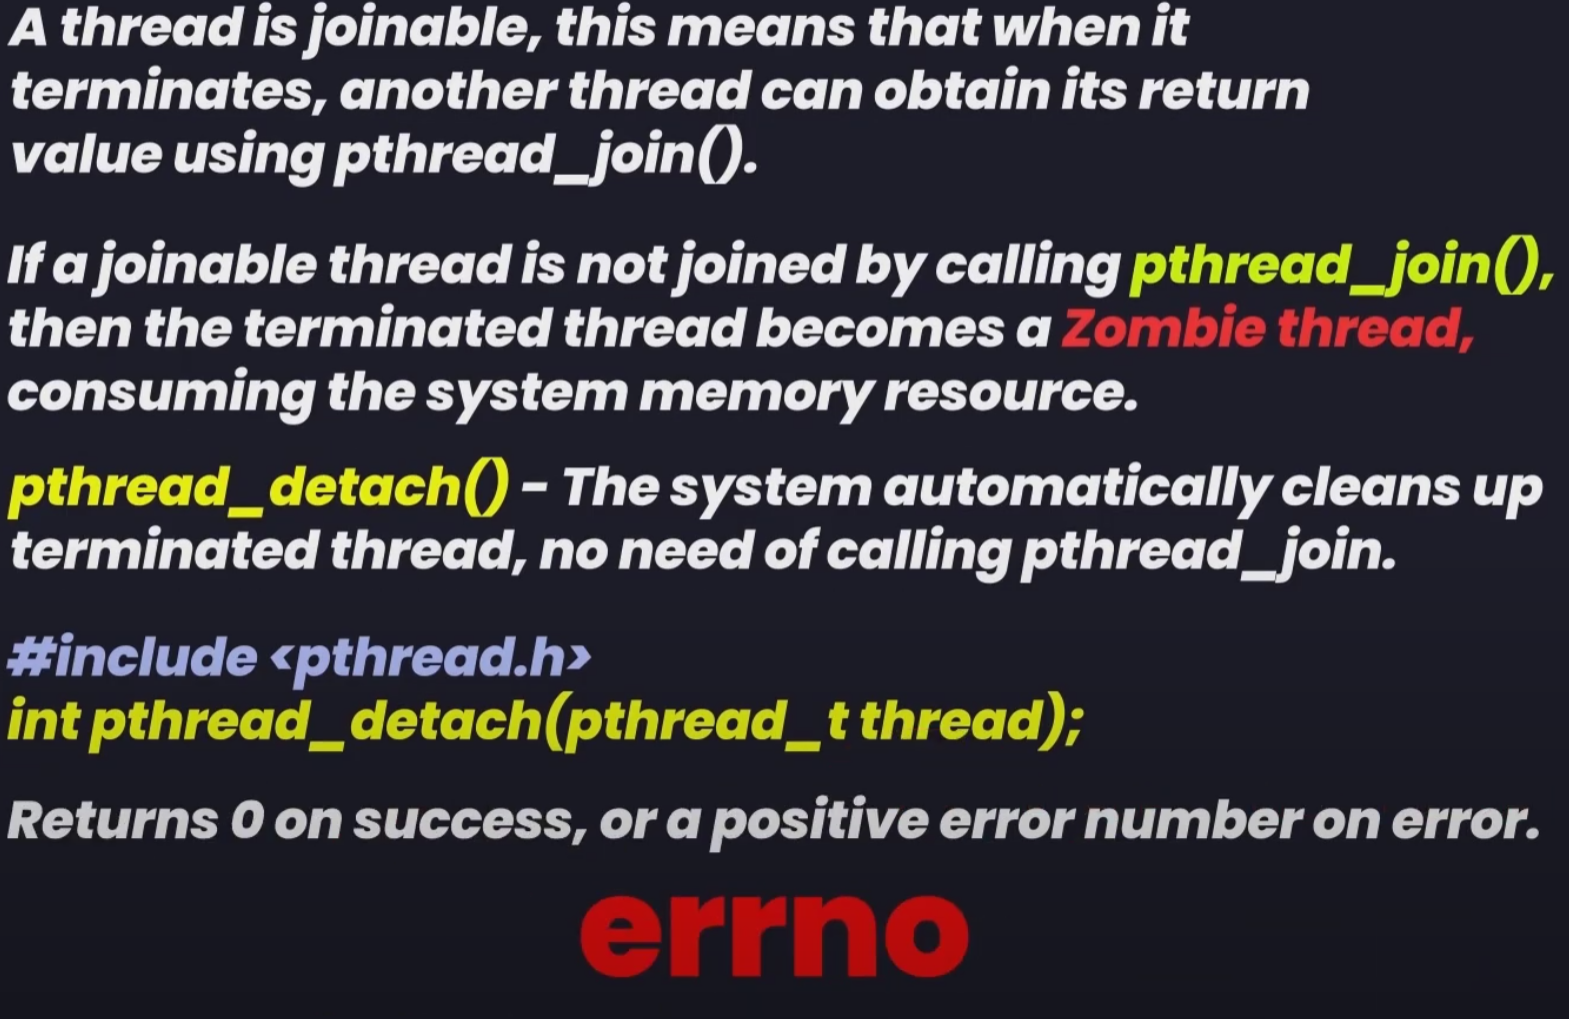 A thread is joinable, this means that when it
terminates, another thread can obtain its return
value using pthread_join().
If a joinable thread is not joined by calling pthread_join(),
then the terminated thread becomes a Zombie thread,
consuming the system memory resource.
pthread_detach() - The system automatically cleans up
terminated thread, no need of calling pthread_join.
#include <pthread.h>
int pthread_detach(pthread_t thread);
Returns 0 on success, or a positive error number on error.
errno